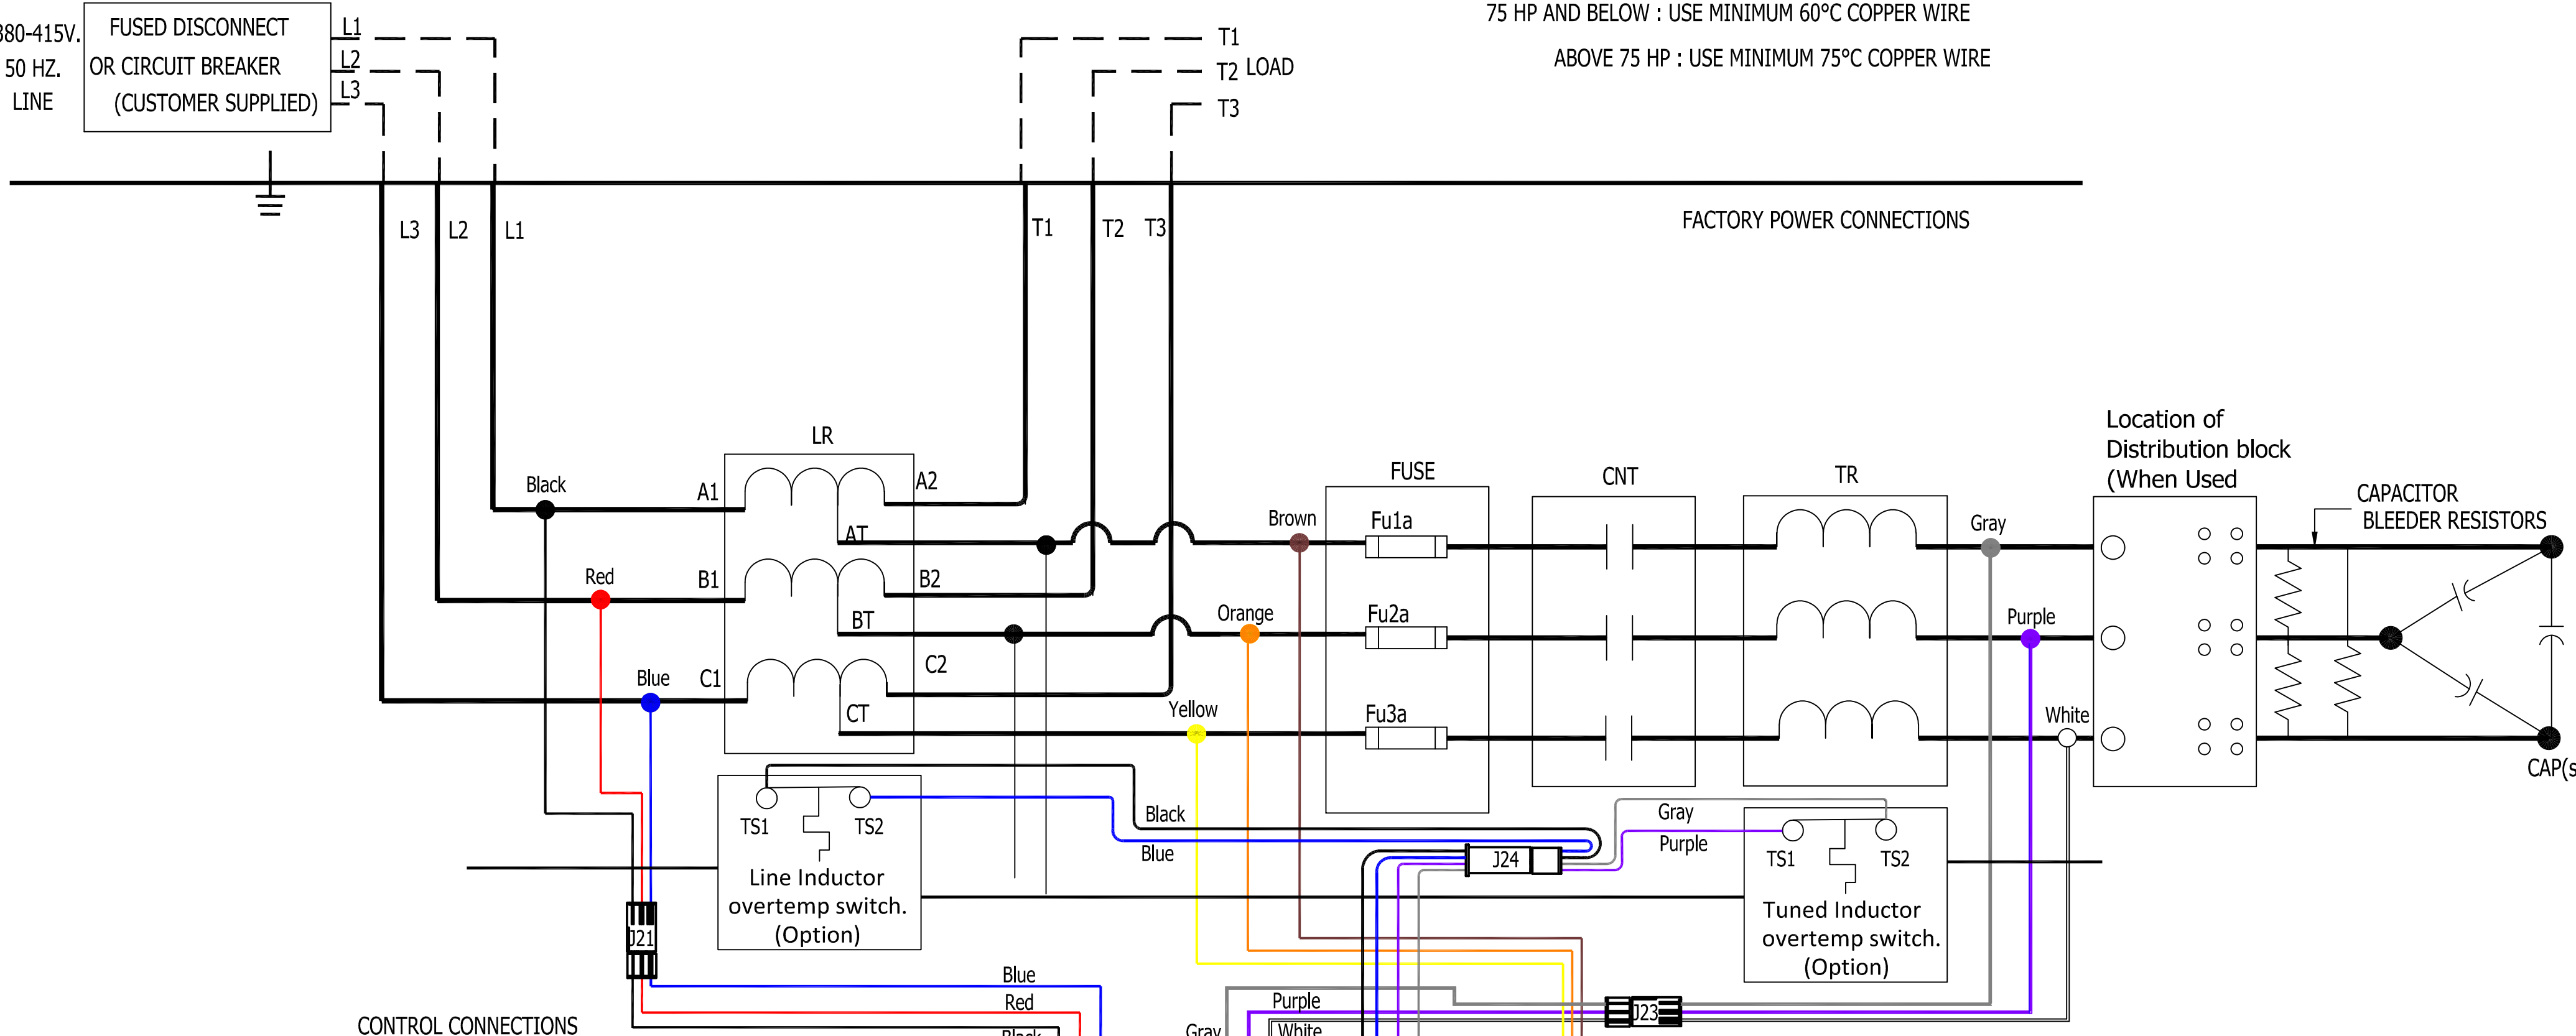 75 HP AND BELOW : USE MINIMUM 60°C COPPER WIRE
ABOVE 75 HP : USE MINIMUM 75°C COPPER WIRE
380-415V.
50 HZ.
LINE
FUSED DISCONNECT
OR CIRCUIT BREAKER
(CUSTOMER SUPPLIED)
L1
L2
L3
T1
T2 LOAD
T3
L3
L2
L1
T1
T2
T3
FACTORY POWER CONNECTIONS
LR
Black
A1
A2
AT
Red
B1
B2
BT
Blue
C1
C2
CT
Brown
Orange
Yellow
FUSE
Fu1a
Fu2a
Fu3a
CNT
TR
Gray
Purple
White
Location of
Distribution block
(When Used
CAPACITOR
BLEEDER RESISTORS
CAP(s
TS1
TS2
Line Inductor
overtemp switch.
(Option)
Black
Blue
J24
Gray
Purple
TS1
TS2
Tuned Inductor
overtemp switch.
(Option)
J21
Blue
Red
Black
Purple
Gray
White
J23
CONTROL CONNECTIONS